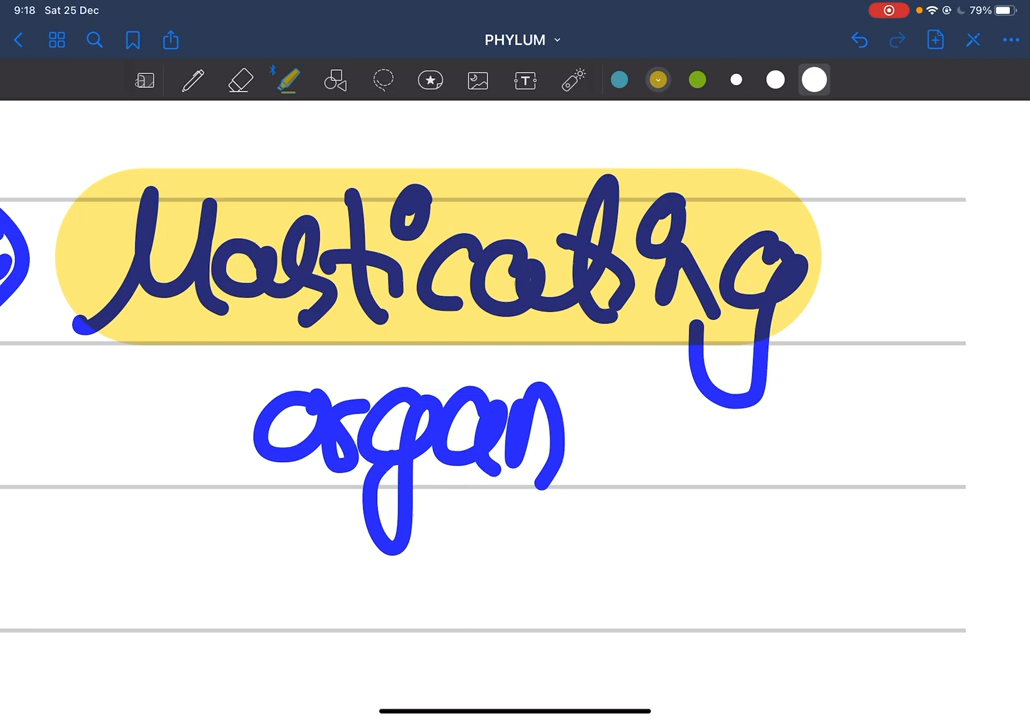 9:18 Sat 25 Dec
79%
PHYLUM
T
Masticating
organ